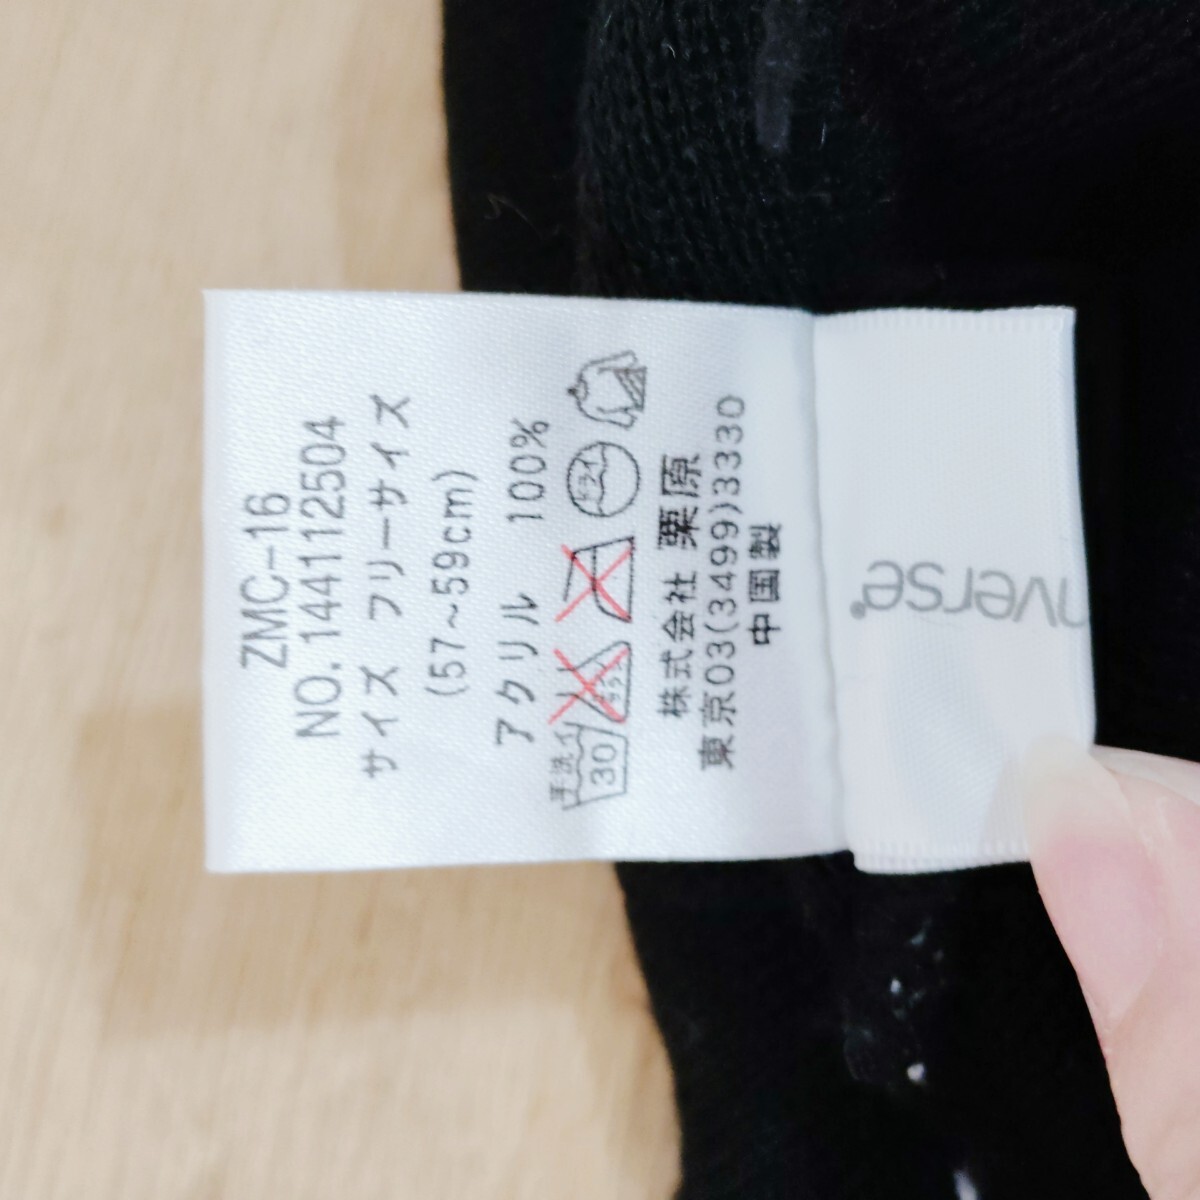 ZMC-16
NO.144112504
サイズ フリーサイズ
(57~59cm)
アクリル 100%
手洗イ
30
ドライ
株式会社 栗原
東京03(3499)3330
中国製
nverse®